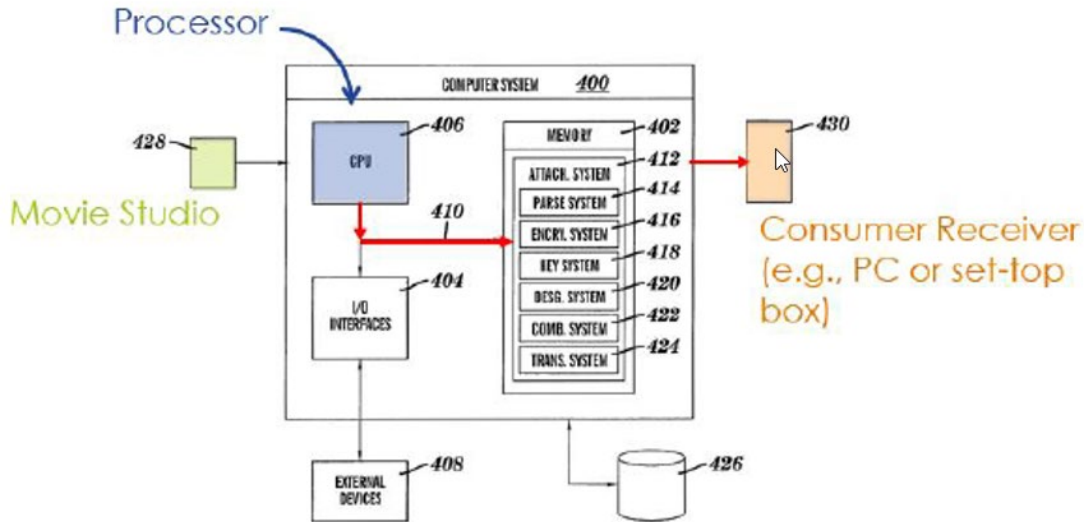 Processor
COMPUTER SYSTEM 400
406
CPU
MEMORY
402
430
428
412
ATTACH. SYSTEM
414
PARSE SYSTEM
Movie Studio
410
416
ENCRY. SYSTEM
Consumer Receiver
(e.g., PC or set-top
box)
418
KEY SYSTEM
404
I/O
INTERFACES
420
DESG. SYSTEM
422
COMB. SYSTEM
424
TRANS. SYSTEM
408
EXTERNAL
DEVICES
426